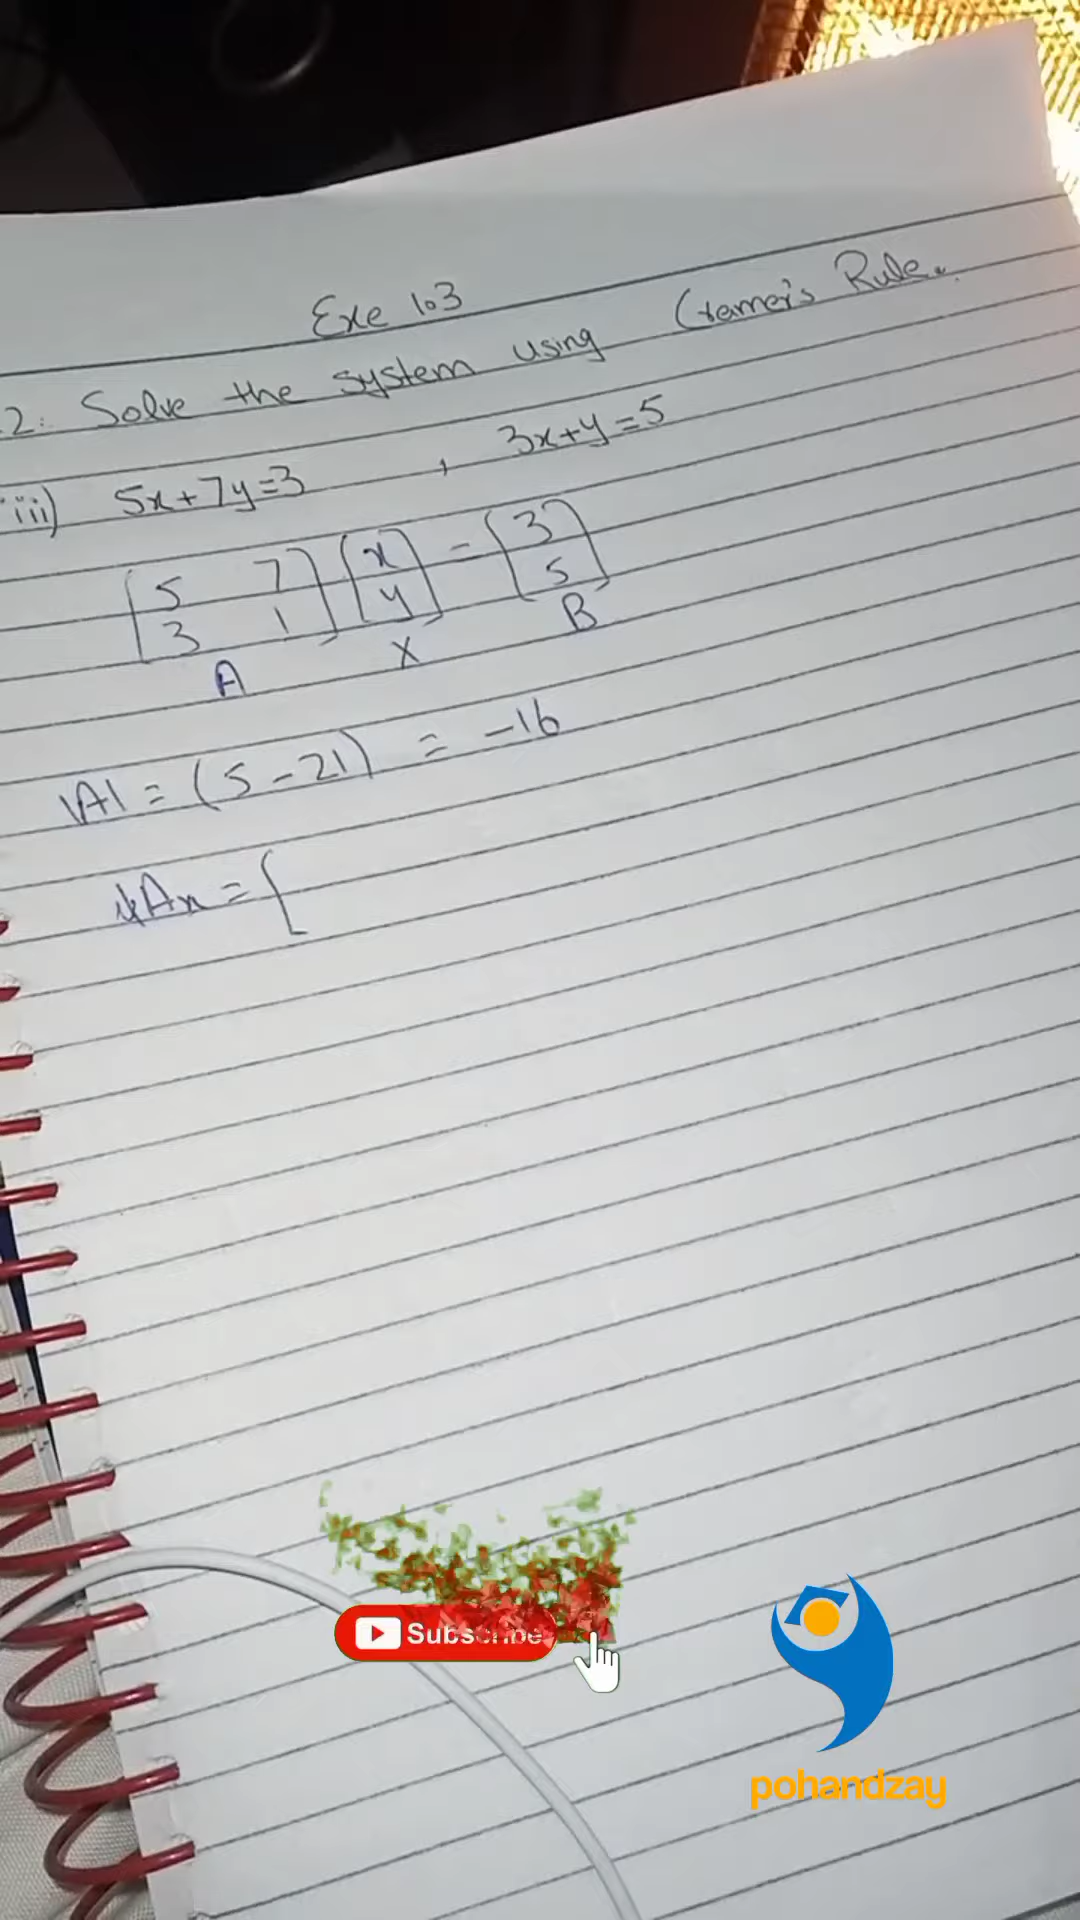 Exe 1.3
2. Solve the system using Cramer's Rule.
iii) 5x+7y=3 , 3x+y=5
[5 7 [x = [3
3 1] y] 5]
A X B
|A| = (5-21) = -16
Ax = [
Subscribe
pohandzay